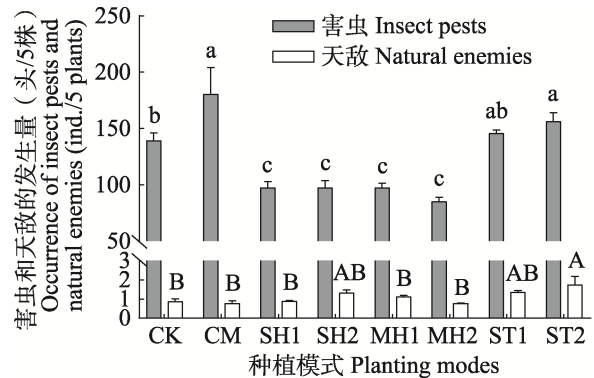 害虫和天敌的发生量（头/5株）
Occurrence of insect pests and
natural enemies (ind./5 plants)
250
200
150
100
50
3
2
1
0
害虫 Insect pests
天敌 Natural enemies
b
a
c
c
c
c
ab
a
B
B
B
AB
B
B
AB
A
CK
CM
SH1
SH2
MH1
MH2
ST1
ST2
种植模式 Planting modes